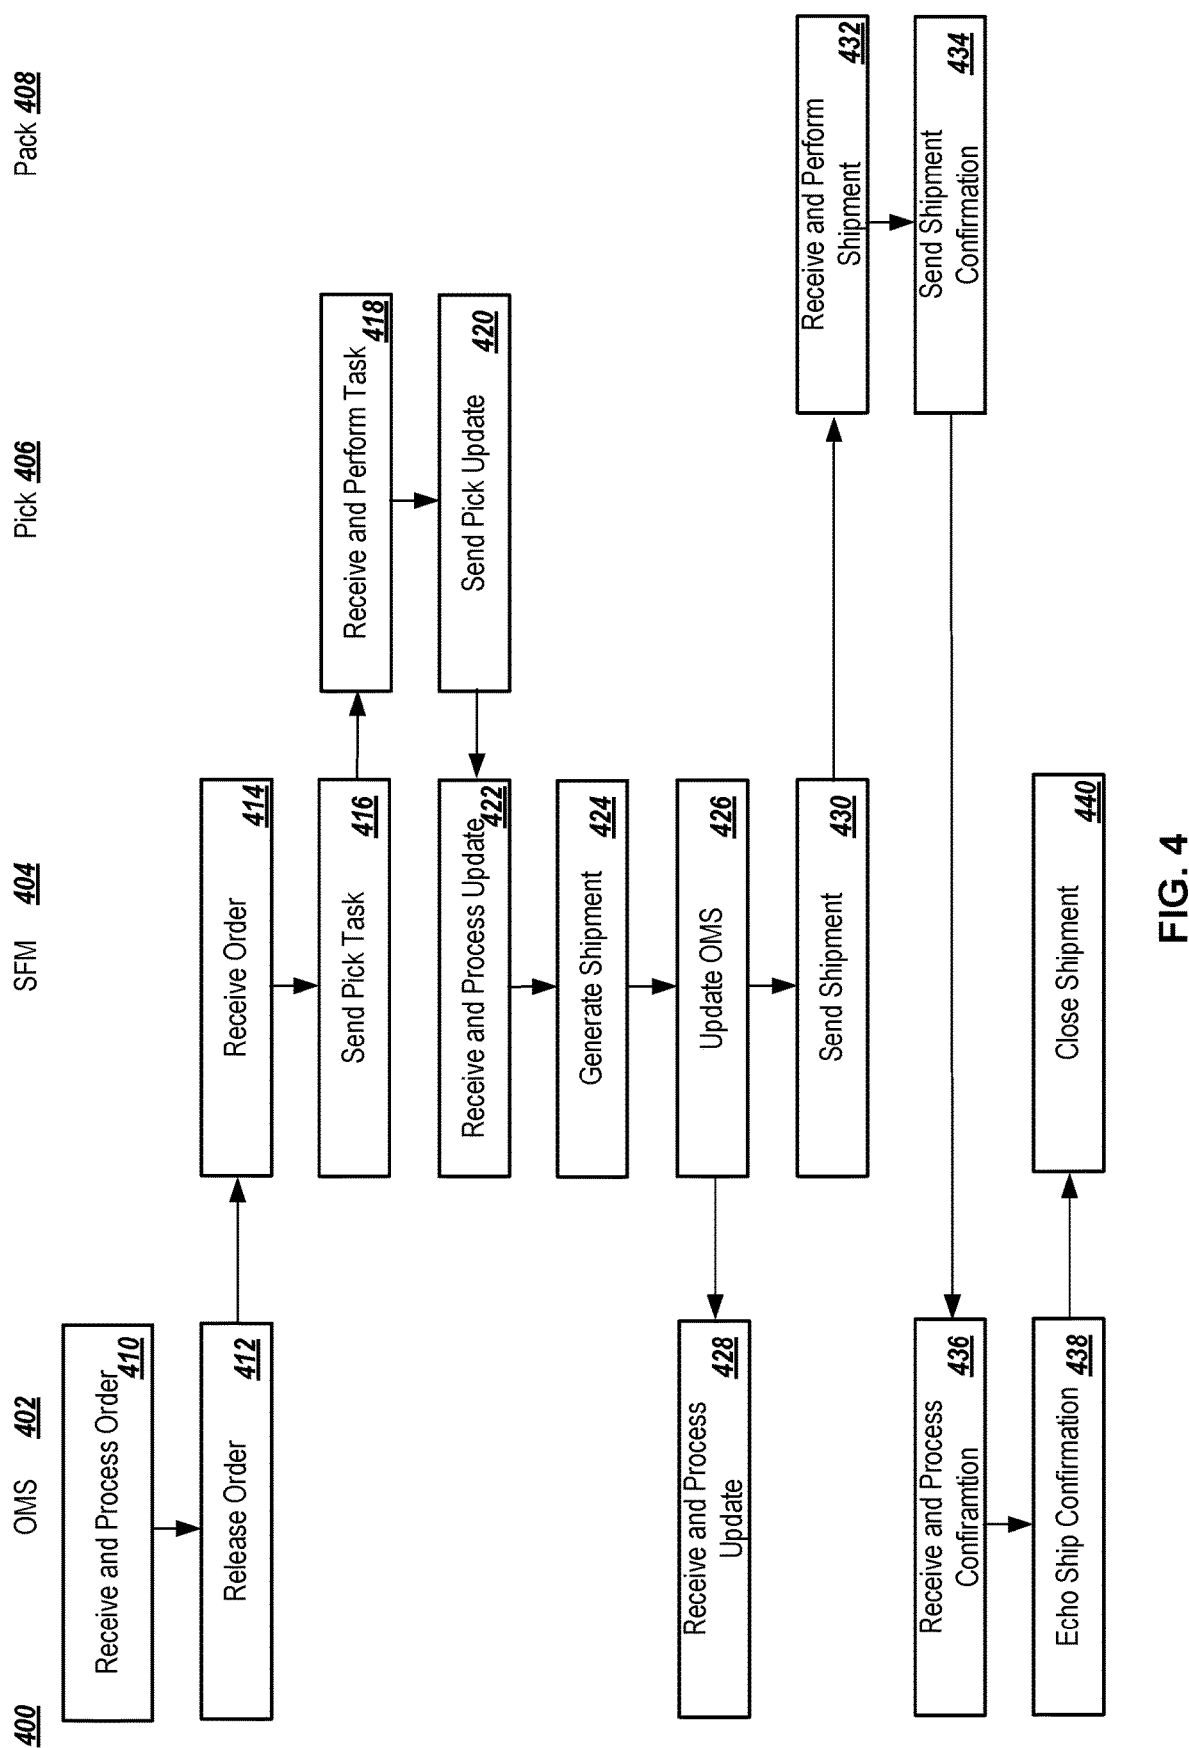 400
OMS 402
SFM 404
Pick 406
Pack 408
Receive and Process Order
410
Release Order
412
Receive Order
414
Send Pick Task
416
Receive and Perform Task
418
Send Pick Update
420
Receive and Process Update
422
Generate Shipment
424
Update OMS
426
Receive and Process
Update
428
Send Shipment
430
Receive and Perform
Shipment
432
Send Shipment
Confirmation
434
Receive and Process
Confiramtion
436
Echo Ship Confirmation
438
Close Shipment
440
FIG. 4